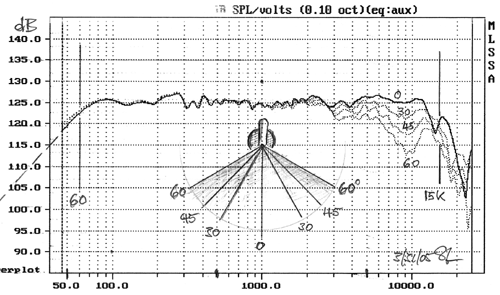 SPL/volts (0.10 oct)(eq:aux)
dB
M
L
S
S
A
140.0
135.0
130.0
125.0
120.0
115.0
110.0
105.0
100.0
95.0
90.0
0
30
45
60
60
60
60°
45
45
30
30
0
15K
erplot
50.0 100.0 1000.0 10000.0